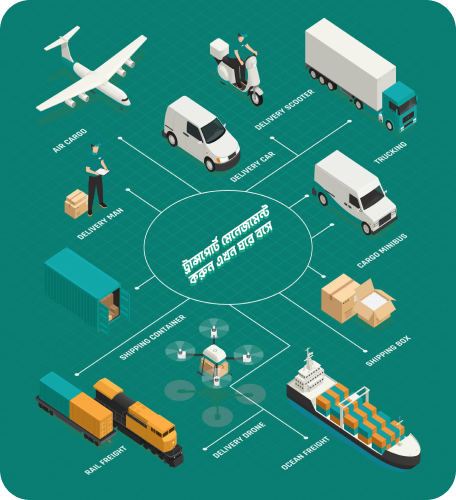 AIR CARGO
DELIVERY SCOOTER
DELIVERY CAR
TRUCKING
DELIVERY MAN
ট্রান্সপোর্ট মেনেজমেন্ট
করুন এখন ঘরে বসে
CARGO MINIBUS
SHIPPING CONTAINER
SHIPPING BOX
RAIL FREIGHT
DELIVERY DRONE
OCEAN FREIGHT